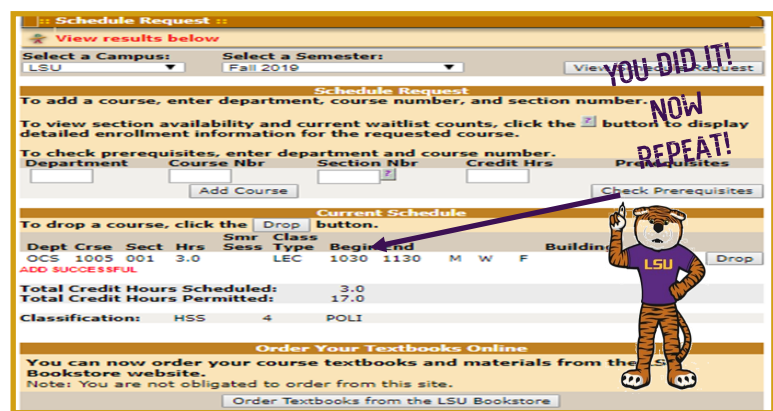 :: Schedule Request ::
View results below
Select a Campus: Select a Semester:
LSU Fall 2019 View Schedule Request
YOU DID IT!
NOW
REPEAT!
Schedule Request
To add a course, enter department, course number, and section number.
To view section availability and current waitlist counts, click the ? button to display
detailed enrollment information for the requested course.
To check prerequisites, enter department and course number.
Department Course Nbr Section Nbr Credit Hrs Prerequisites
?
Add Course Check Prerequisites
Current Schedule
To drop a course, click the Drop button.
Smr Class
Dept Crse Sect Hrs Sess Type Begin End Building
OCS 1005 001 3.0 LEC 1030 1130 M W F Drop
ADD SUCCESSFUL
LSU
Total Credit Hours Scheduled: 3.0
Total Credit Hours Permitted: 17.0
Classification: HSS 4 POLI
Order Your Textbooks Online
You can now order your course textbooks and materials from the LSU
Bookstore website.
Note: You are not obligated to order from this site.
Order Textbooks from the LSU Bookstore